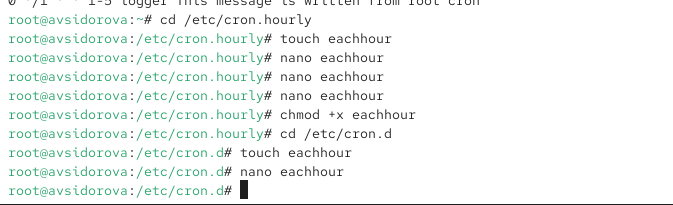 0 */1 * * 1-5 logger This message is written from root cron
root@avsidorova:~# cd /etc/cron.hourly
root@avsidorova:/etc/cron.hourly# touch eachhour
root@avsidorova:/etc/cron.hourly# nano eachhour
root@avsidorova:/etc/cron.hourly# nano eachhour
root@avsidorova:/etc/cron.hourly# nano eachhour
root@avsidorova:/etc/cron.hourly# chmod +x eachhour
root@avsidorova:/etc/cron.hourly# cd /etc/cron.d
root@avsidorova:/etc/cron.d# touch eachhour
root@avsidorova:/etc/cron.d# nano eachhour
root@avsidorova:/etc/cron.d#